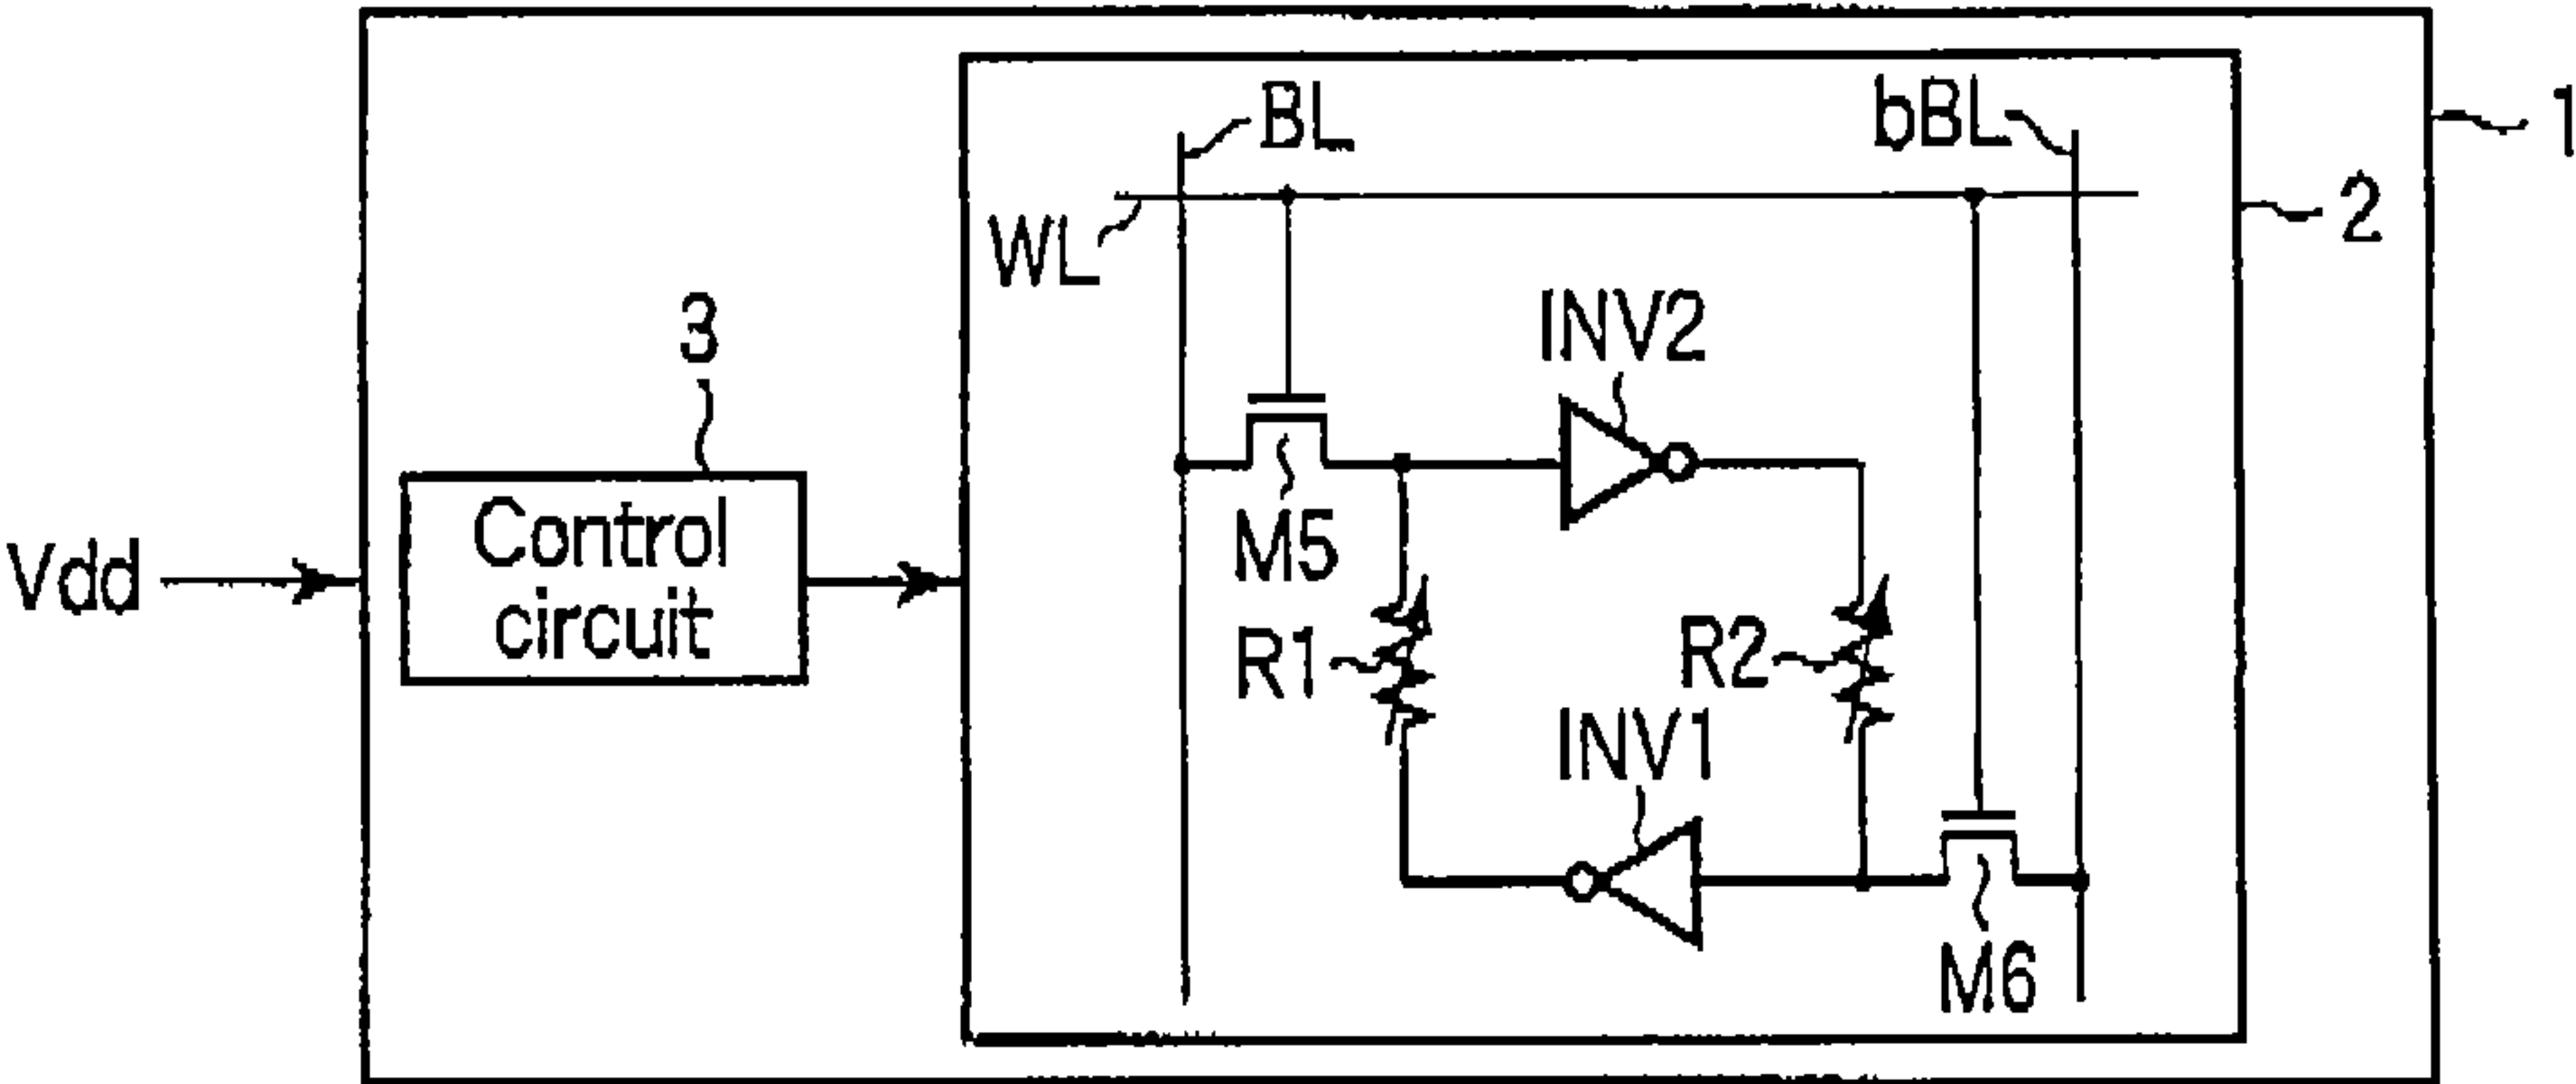 BL
bBL
1
WL
2
3
INV2
Control
circuit
M5
Vdd
R1
R2
INV1
M6